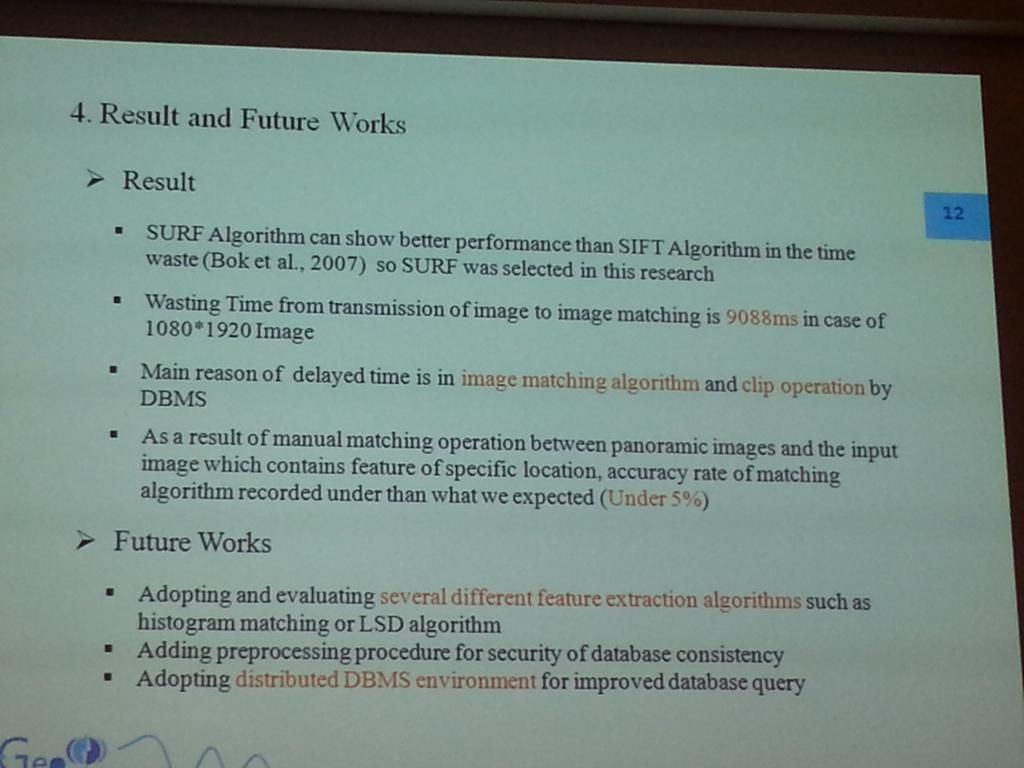 4. Result and Future Works
➢ Result
12
▪ SURF Algorithm can show better performance than SIFT Algorithm in the time
waste (Bok et al., 2007) so SURF was selected in this research
▪ Wasting Time from transmission of image to image matching is 9088ms in case of
1080*1920 Image
▪ Main reason of delayed time is in image matching algorithm and clip operation by
DBMS
▪ As a result of manual matching operation between panoramic images and the input
image which contains feature of specific location, accuracy rate of matching
algorithm recorded under than what we expected (Under 5%)
➢ Future Works
▪ Adopting and evaluating several different feature extraction algorithms such as
histogram matching or LSD algorithm
▪ Adding preprocessing procedure for security of database consistency
▪ Adopting distributed DBMS environment for improved database query